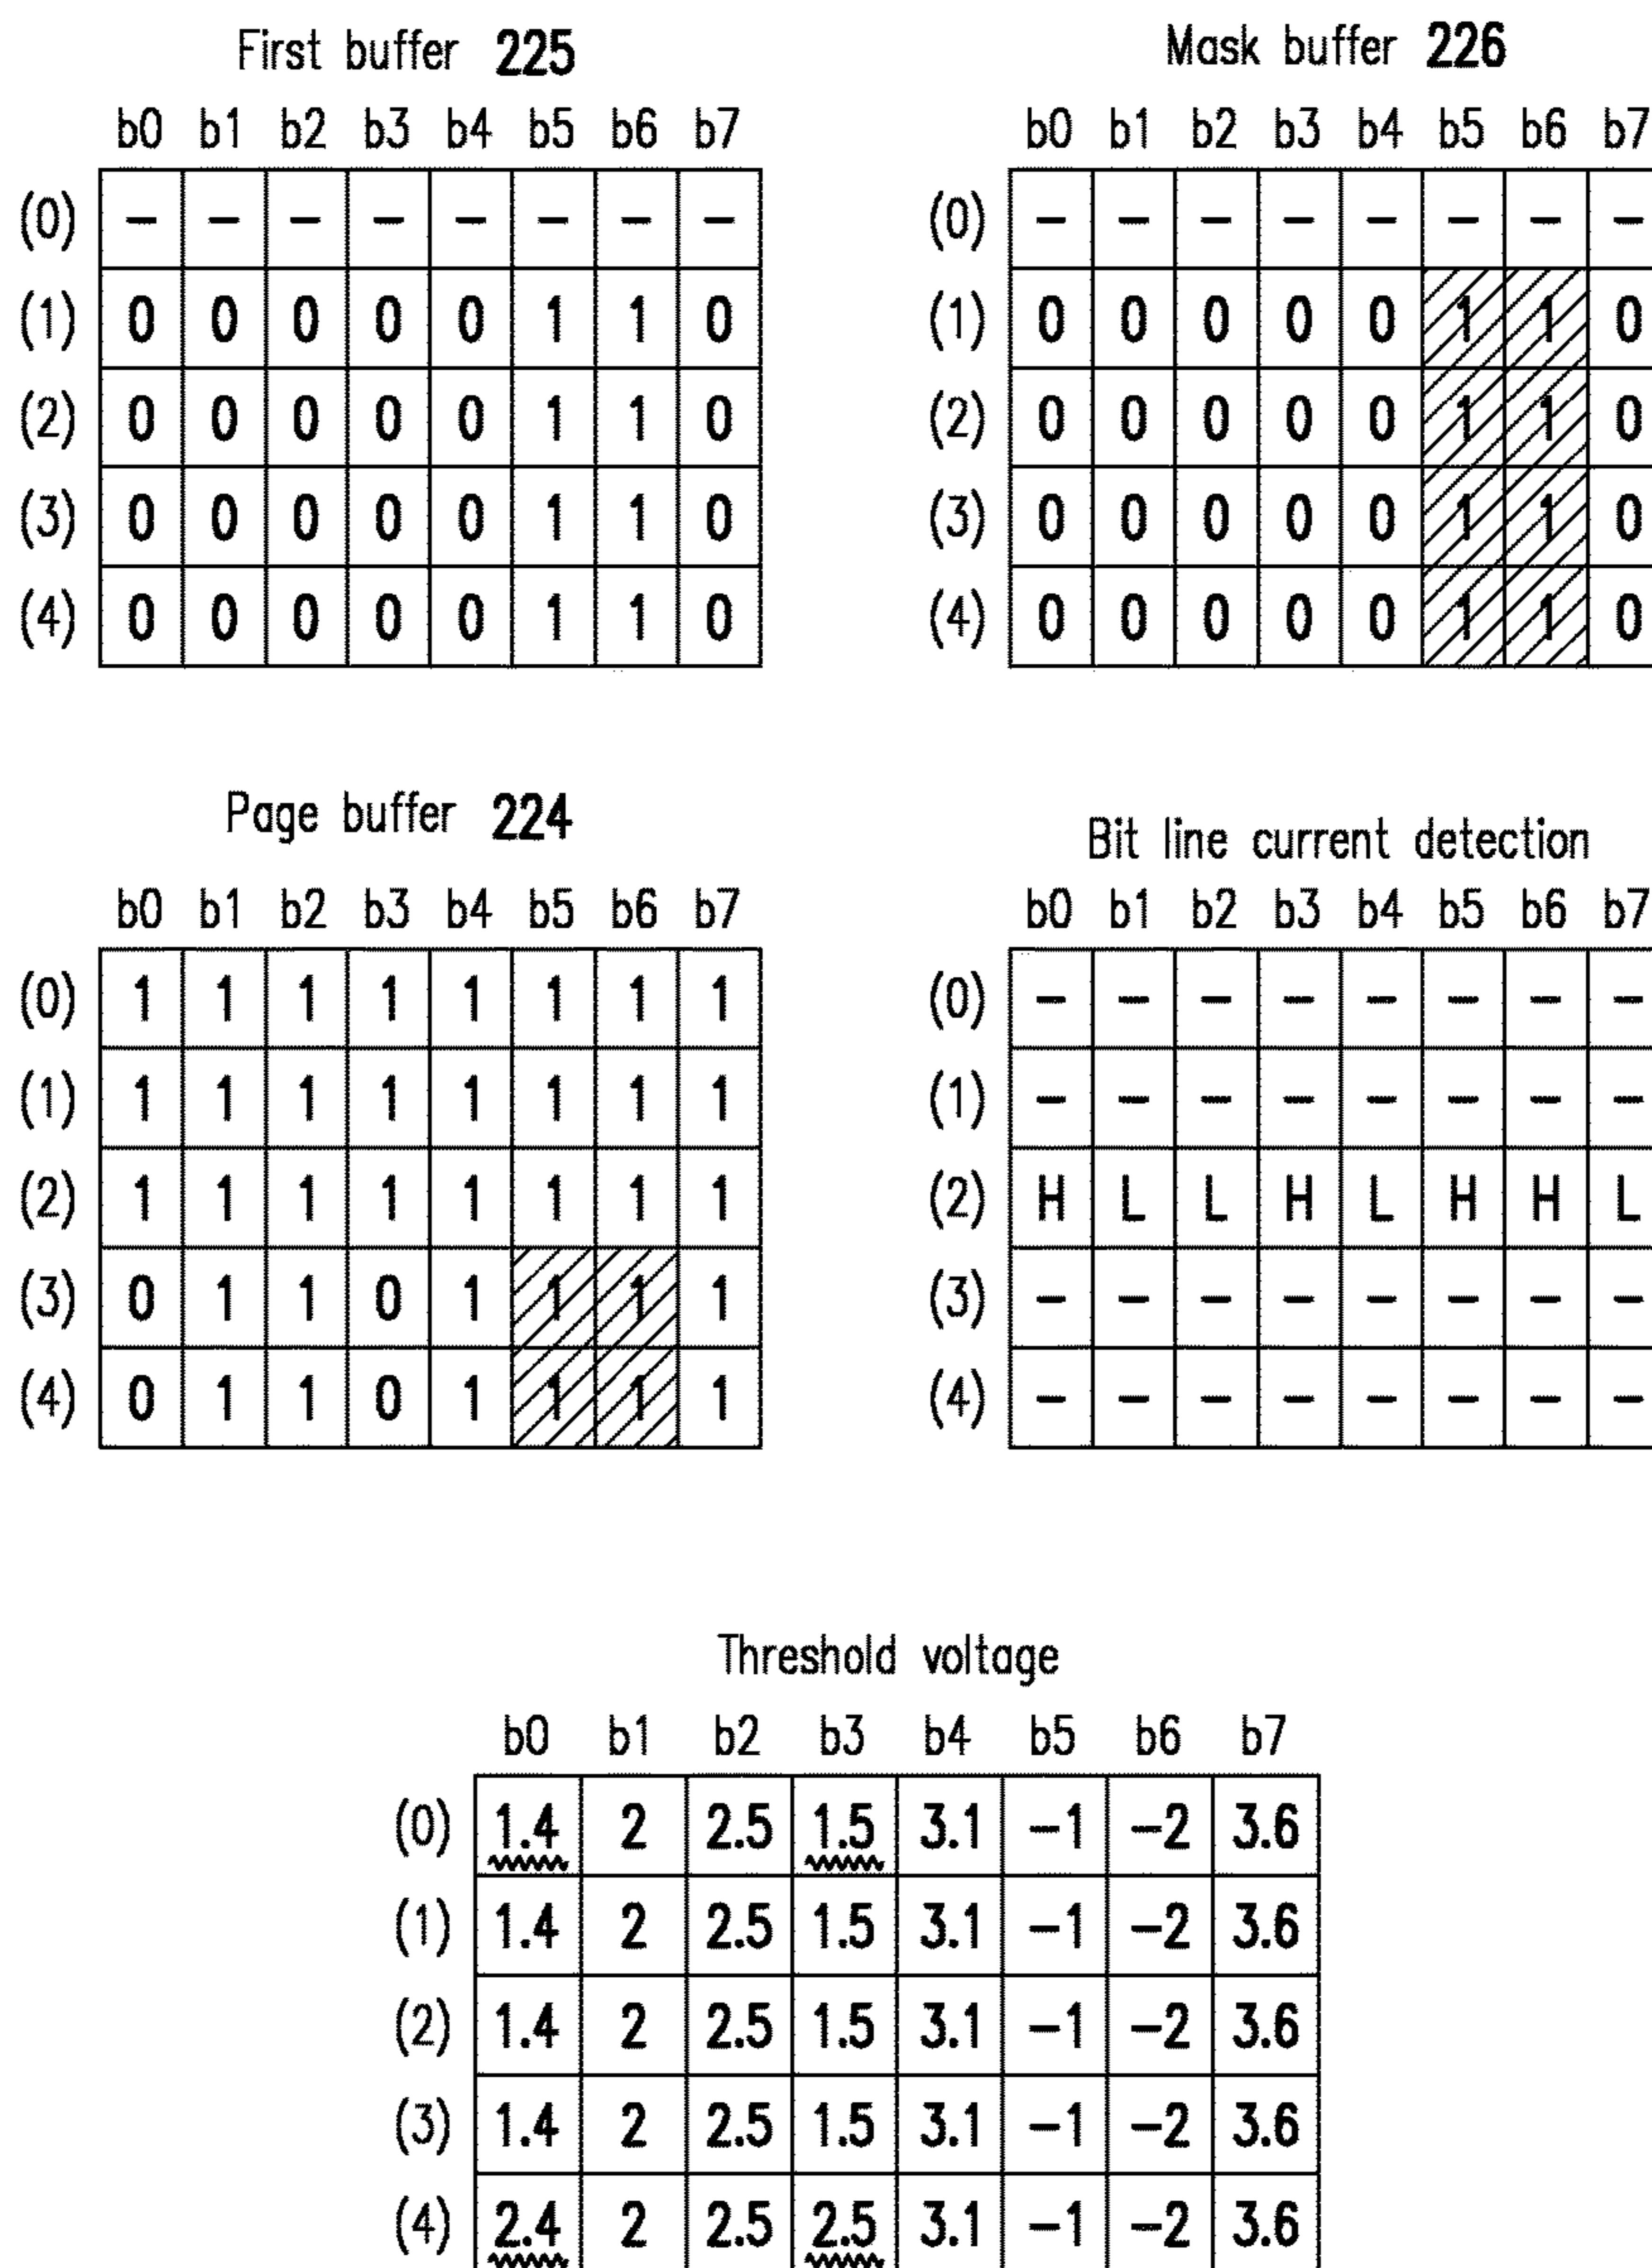 First buffer 225
b0 b1 b2 b3 b4 b5 b6 b7
(0) – – – – – – – –
(1) 0 0 0 0 0 1 1 0
(2) 0 0 0 0 0 1 1 0
(3) 0 0 0 0 0 1 1 0
(4) 0 0 0 0 0 1 1 0
Mask buffer 226
b0 b1 b2 b3 b4 b5 b6 b7
(0) – – – – – – – –
(1) 0 0 0 0 0 1 1 0
(2) 0 0 0 0 0 1 1 0
(3) 0 0 0 0 0 1 1 0
(4) 0 0 0 0 0 1 1 0
Page buffer 224
b0 b1 b2 b3 b4 b5 b6 b7
(0) 1 1 1 1 1 1 1 1
(1) 1 1 1 1 1 1 1 1
(2) 1 1 1 1 1 1 1 1
(3) 0 1 1 0 1 1 1 1
(4) 0 1 1 0 1 1 1 1
Bit line current detection
b0 b1 b2 b3 b4 b5 b6 b7
(0) – – – – – – – –
(1) – – – – – – – –
(2) H L L H L H H L
(3) – – – – – – – –
(4) – – – – – – – –
Threshold voltage
b0 b1 b2 b3 b4 b5 b6 b7
(0) 1.4 2 2.5 1.5 3.1 –1 –2 3.6
(1) 1.4 2 2.5 1.5 3.1 –1 –2 3.6
(2) 1.4 2 2.5 1.5 3.1 –1 –2 3.6
(3) 1.4 2 2.5 1.5 3.1 –1 –2 3.6
(4) 2.4 2 2.5 2.5 3.1 –1 –2 3.6